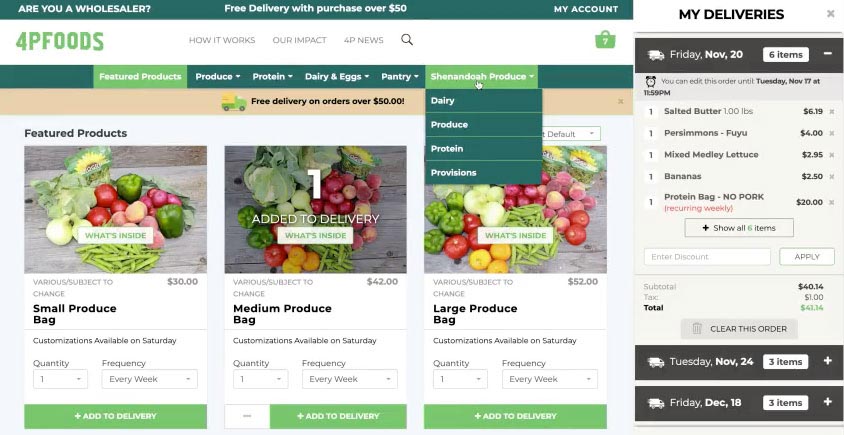 ARE YOU A WHOLESALER?
Free Delivery with purchase over $50
MY ACCOUNT
4PFOODS
HOW IT WORKS
OUR IMPACT
4P NEWS
7
Featured Products
Produce
Protein
Dairy & Eggs
Pantry
Shenandoah Produce
Dairy
Produce
Protein
Provisions
Free delivery on orders over $50.00!
×
Featured Products
Default
WHAT'S INSIDE
VARIOUS/SUBJECT TO
CHANGE
$30.00
Small Produce
Bag
Customizations Available on Saturday
Quantity
Frequency
1
Every Week
+ ADD TO DELIVERY
1
ADDED TO DELIVERY
WHAT'S INSIDE
VARIOUS/SUBJECT TO
CHANGE
$42.00
Medium Produce
Bag
Customizations Available on Saturday
Quantity
Frequency
1
Every Week
+ ADD TO DELIVERY
WHAT'S INSIDE
VARIOUS/SUBJECT TO
CHANGE
$52.00
Large Produce
Bag
Customizations Available on Saturday
Quantity
Frequency
1
Every Week
+ ADD TO DELIVERY
MY DELIVERIES
×
Friday, Nov, 20
6 items
−
You can edit this order until: Tuesday, Nov 17 at
11:59PM
1 Salted Butter 1.00 lbs $6.19 ×
1 Persimmons - Fuyu $4.00 ×
1 Mixed Medley Lettuce $2.95 ×
1 Bananas $2.50 ×
1 Protein Bag - NO PORK $20.00 ×
(recurring weekly)
+ Show all 6 items
Enter Discount
APPLY
Subtotal $40.14
Tax: $1.00
Total $41.14
CLEAR THIS ORDER
Tuesday, Nov, 24
3 items
+
Friday, Dec, 18
3 items
+